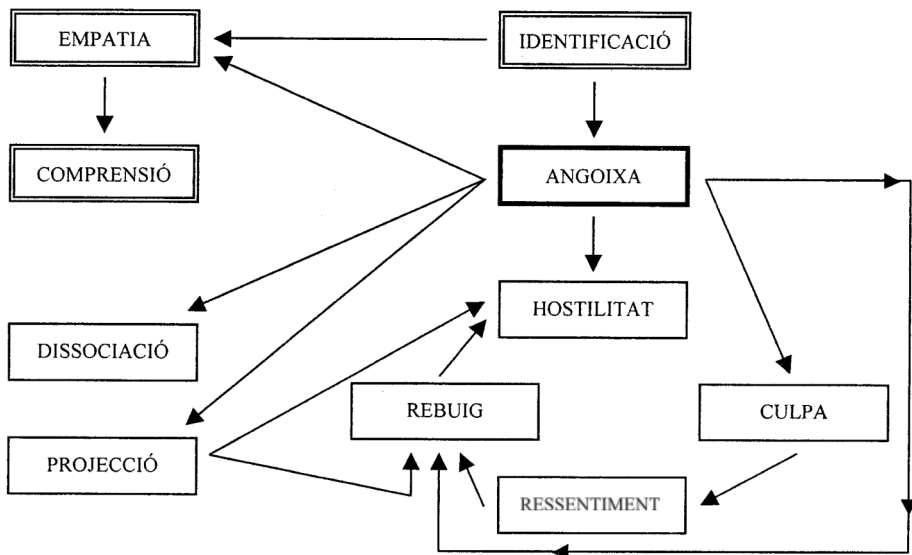 EMPATIA
IDENTIFICACIÓ
COMPRENSIÓ
ANGOIXA
HOSTILITAT
DISSOCIACIÓ
REBUIG
CULPA
PROJECCIÓ
RESSENTIMENT